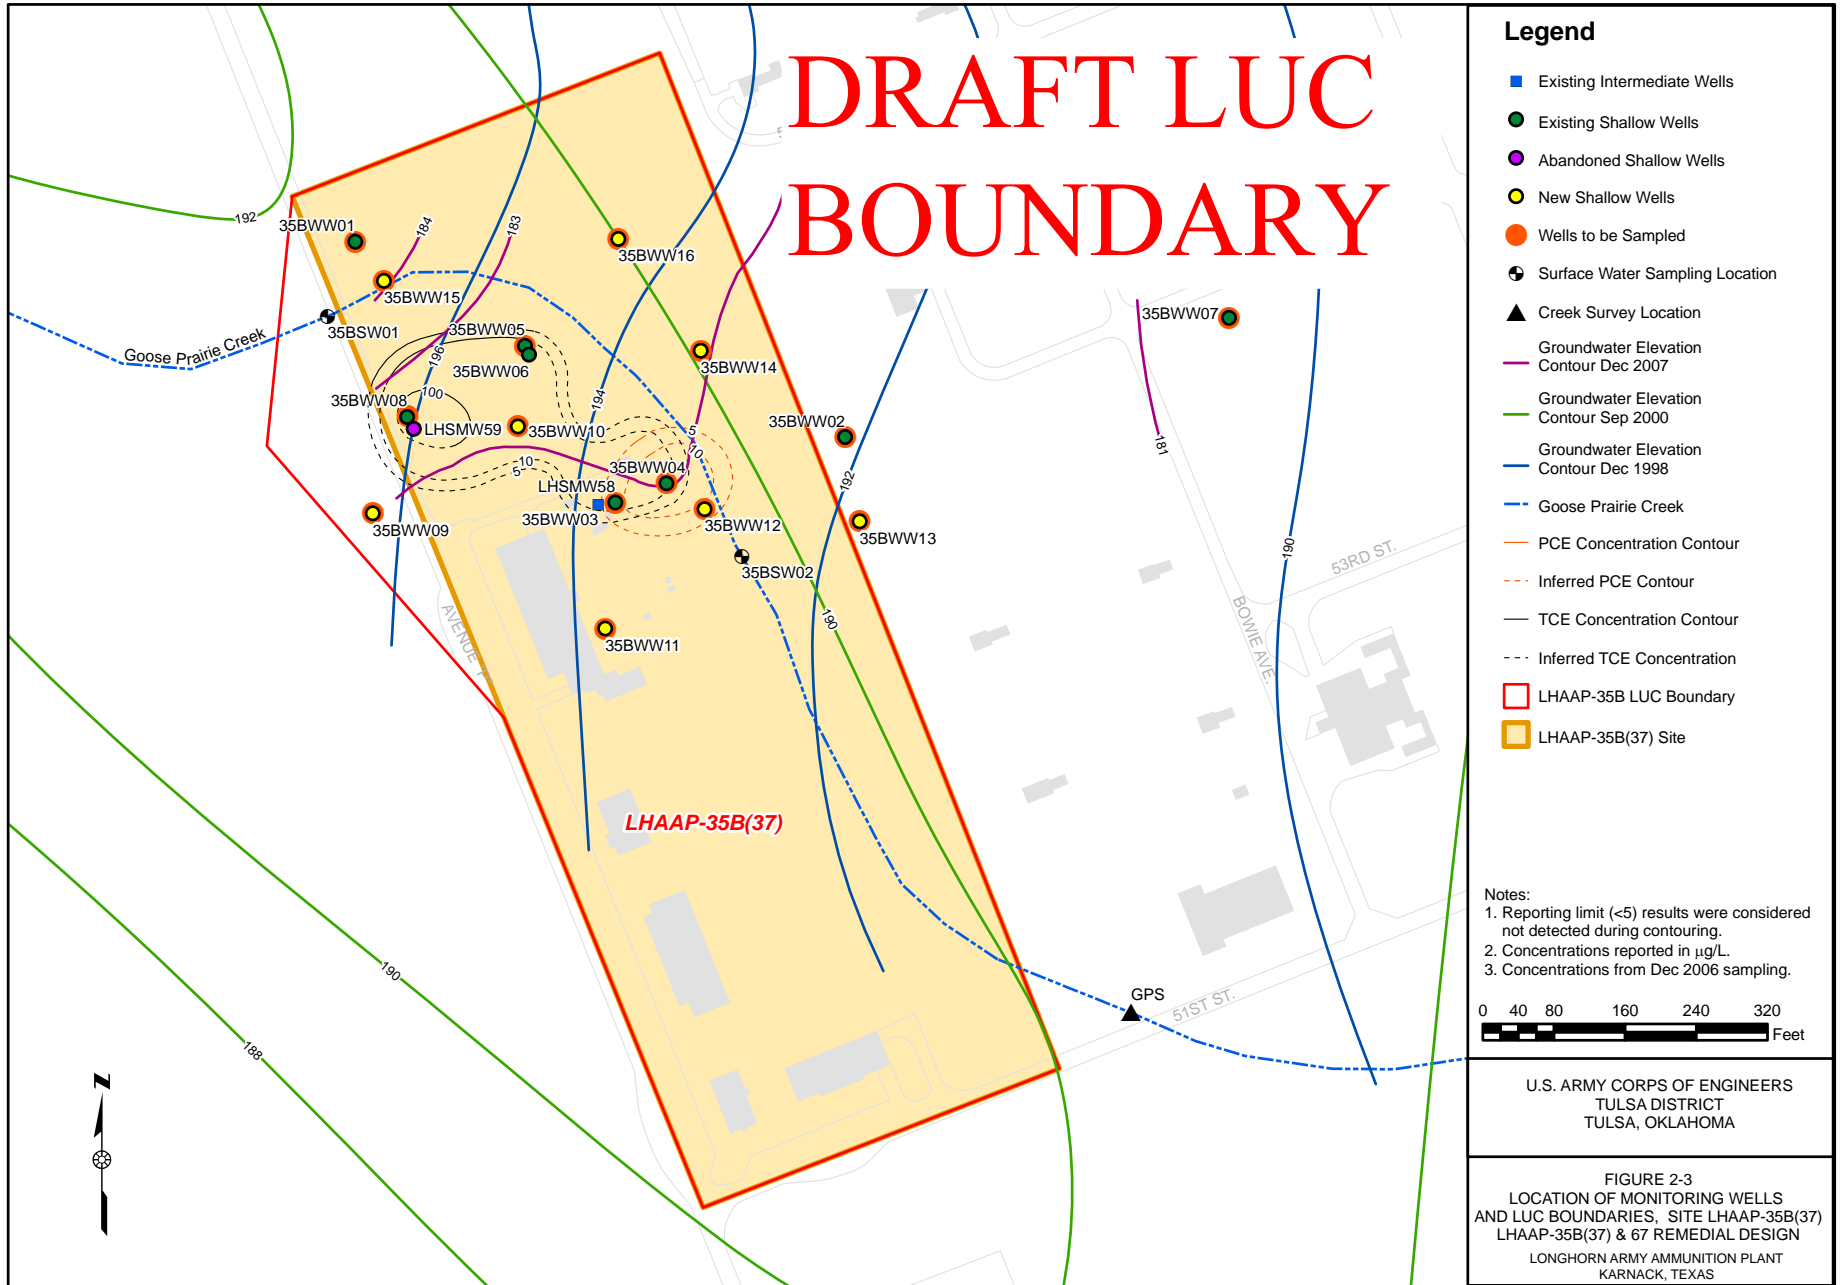 DRAFT LUC
BOUNDARY
192
35BWW01
184
183
35BWW16
35BWW15
35BSW01
Goose Prairie Creek
35BWW05
196
35BWW06
35BWW14
35BWW07
100
35BWW08
LHSMW59
194
35BWW10
35BWW02
5
10
181
10
5
35BWW04
192
LHSMW58
35BWW03
35BWW12
35BWW09
35BWW13
190
35BSW02
53RD ST.
190
35BWW11
AVENUE
BOWIE AVE.
LHAAP-35B(37)
190
188
GPS
51ST ST.
Z
Legend
Existing Intermediate Wells
Existing Shallow Wells
Abandoned Shallow Wells
New Shallow Wells
Wells to be Sampled
Surface Water Sampling Location
Creek Survey Location
Groundwater Elevation
Contour Dec 2007
Groundwater Elevation
Contour Sep 2000
Groundwater Elevation
Contour Dec 1998
Goose Prairie Creek
PCE Concentration Contour
Inferred PCE Contour
TCE Concentration Contour
Inferred TCE Concentration
LHAAP-35B LUC Boundary
LHAAP-35B(37) Site
Notes:
1. Reporting limit (<5) results were considered
not detected during contouring.
2. Concentrations reported in µg/L.
3. Concentrations from Dec 2006 sampling.
0 40 80 160 240 320
Feet
U.S. ARMY CORPS OF ENGINEERS
TULSA DISTRICT
TULSA, OKLAHOMA
FIGURE 2-3
LOCATION OF MONITORING WELLS
AND LUC BOUNDARIES, SITE LHAAP-35B(37)
LHAAP-35B(37) & 67 REMEDIAL DESIGN
LONGHORN ARMY AMMUNITION PLANT
KARNACK, TEXAS